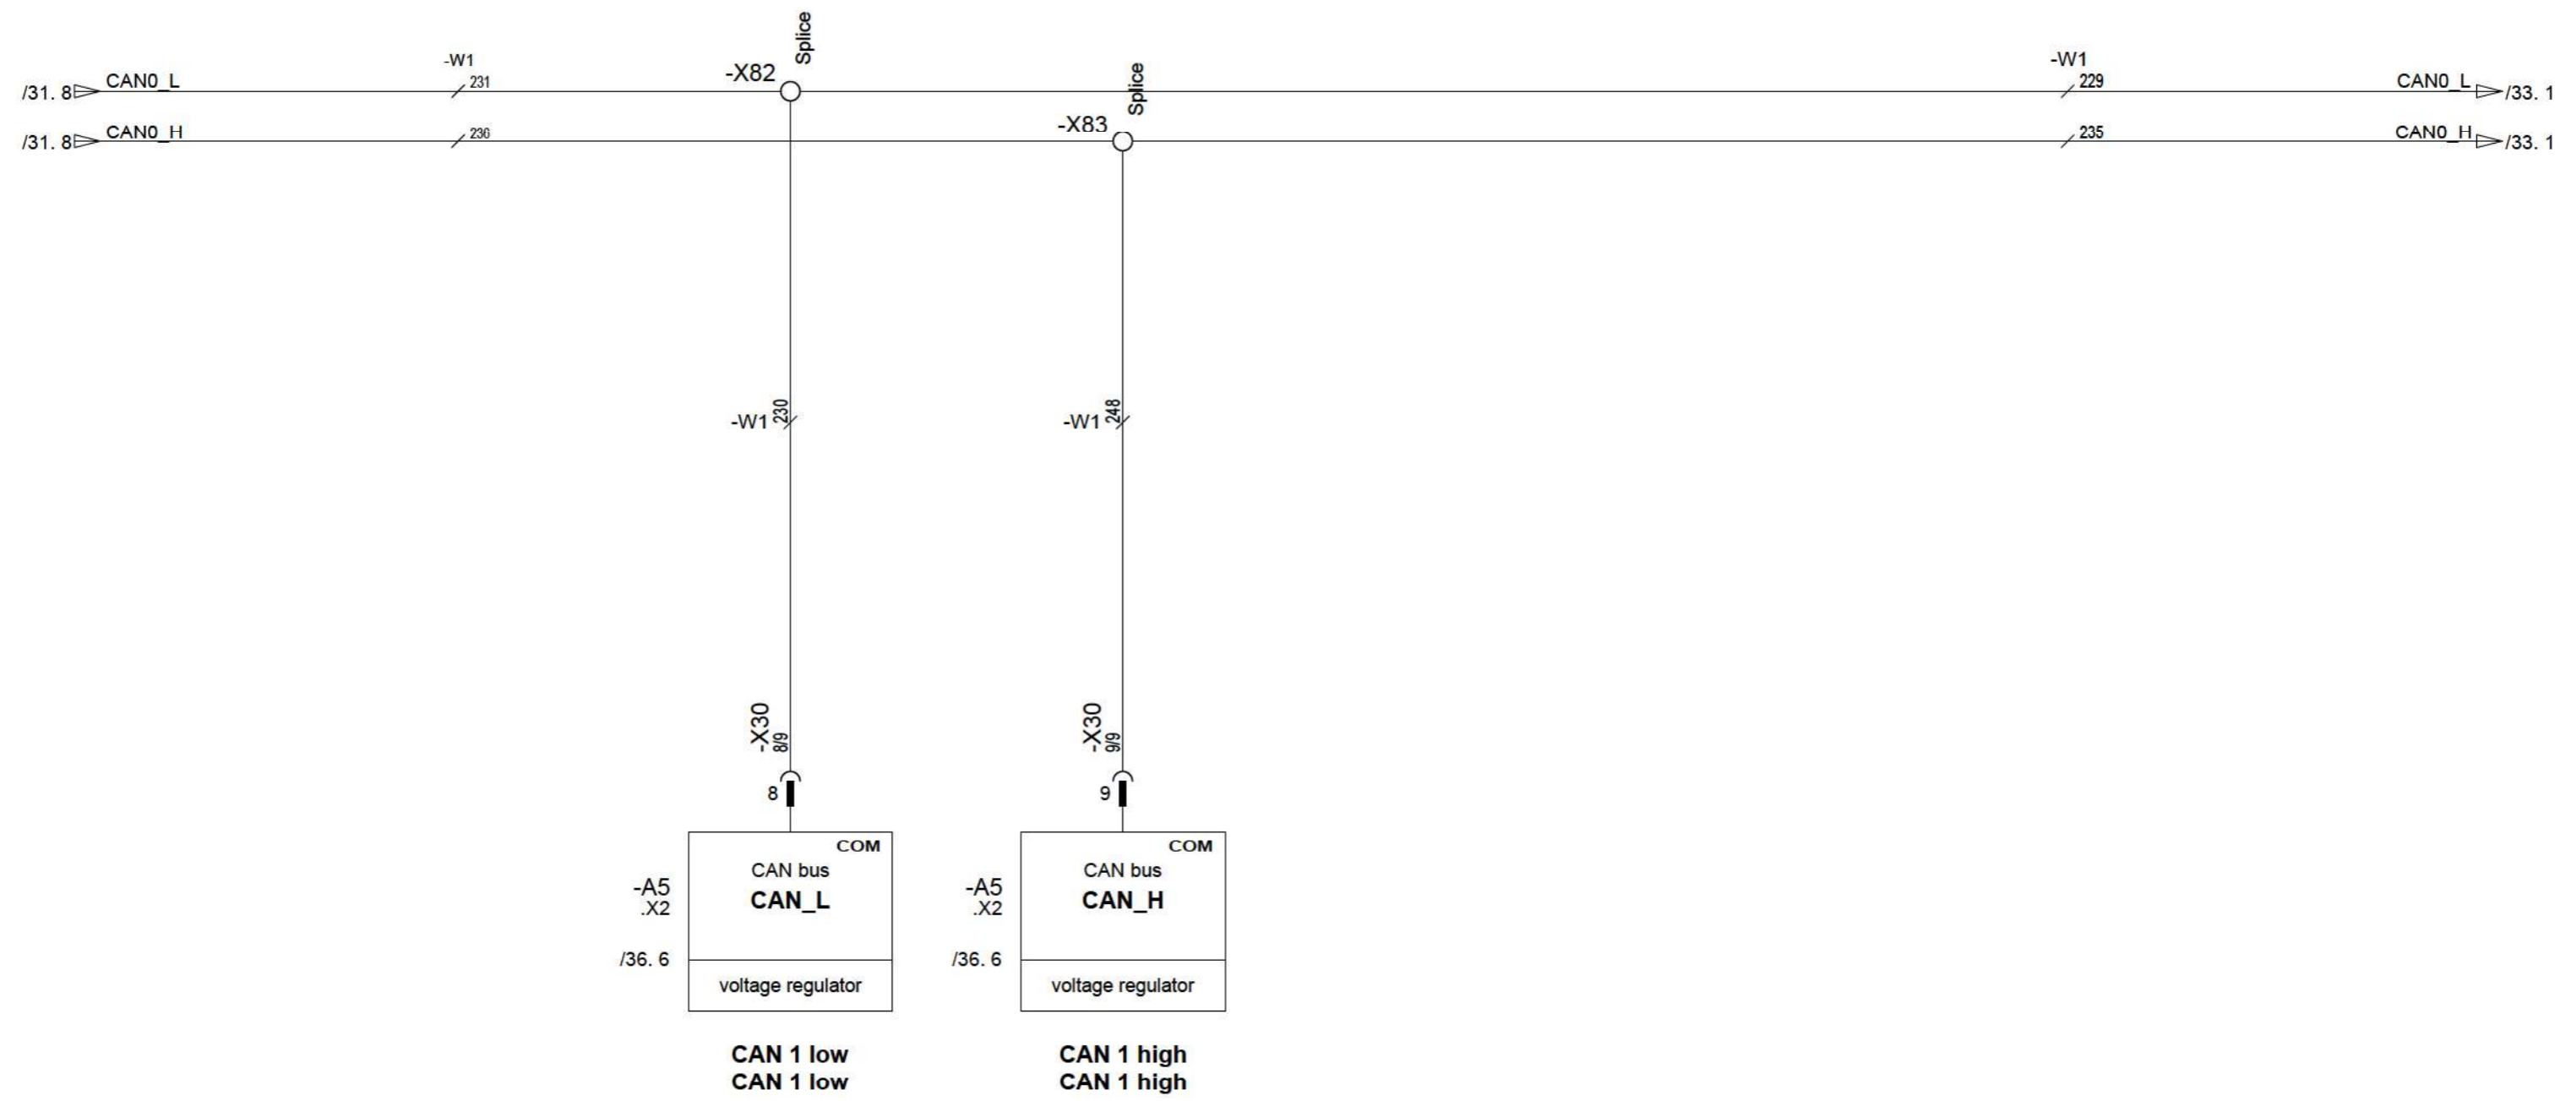 Splice
-W1
-X82
-W1
/31. 8 CAN0_L 231 229 CAN0_L /33. 1
Splice
-X83
/31. 8 CAN0_H 236 235 CAN0_H /33. 1
-W1 230
-W1 248
-X30 8/9
-X30 9/9
8
9
COM
CAN bus
CAN_L
-A5
.X2
/36. 6
voltage regulator
CAN 1 low
CAN 1 low
COM
CAN bus
CAN_H
-A5
.X2
/36. 6
voltage regulator
CAN 1 high
CAN 1 high